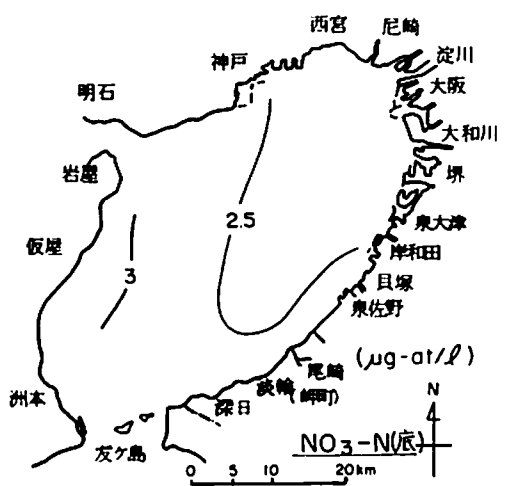 西宮
尼崎
淀川
神戸
大阪
明石
大和川
岩屋
堺
2.5
泉大津
仮屋
岸和田
3
貝塚
泉佐野
(μg-at/ℓ)
尾崎
淡輪
(岬町)
N
洲本
深日
NO₃-N(底)
友ケ島
0 5 10 20km